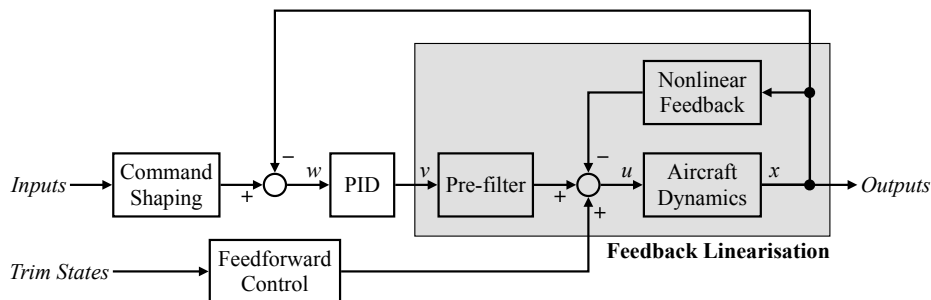 Nonlinear
Feedback
−
−
Inputs
Command
Shaping
+
w
PID
v
Pre-filter
+
+
u
Aircraft
Dynamics
x
Outputs
Feedback Linearisation
Trim States
Feedforward
Control